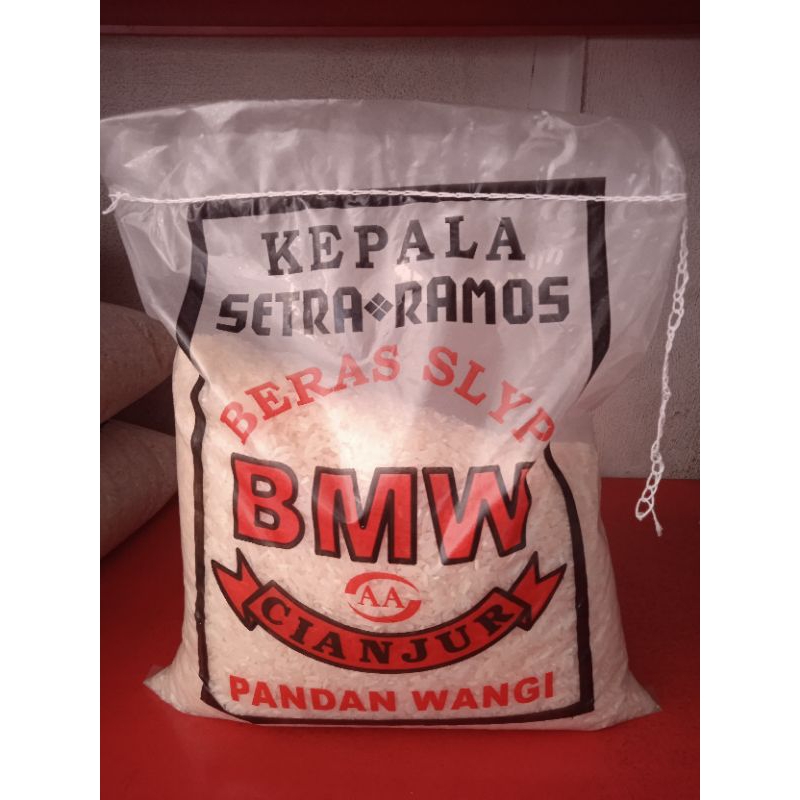 KEPALA
SETRA❖RAMOS
BERAS SLYP
BMW
AA
CIANJUR
PANDAN WANGI